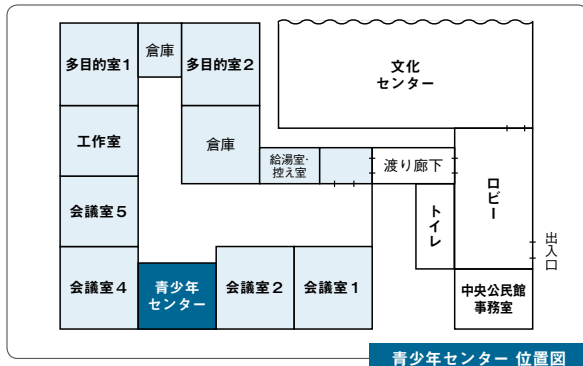 多目的室1
倉庫
多目的室2
文化
センター
工作室
倉庫
給湯室・
控え室
渡り廊下
ロビー
会議室5
トイレ
出入口
会議室4
青少年
センター
会議室2
会議室1
中央公民館
事務室
青少年センター 位置図